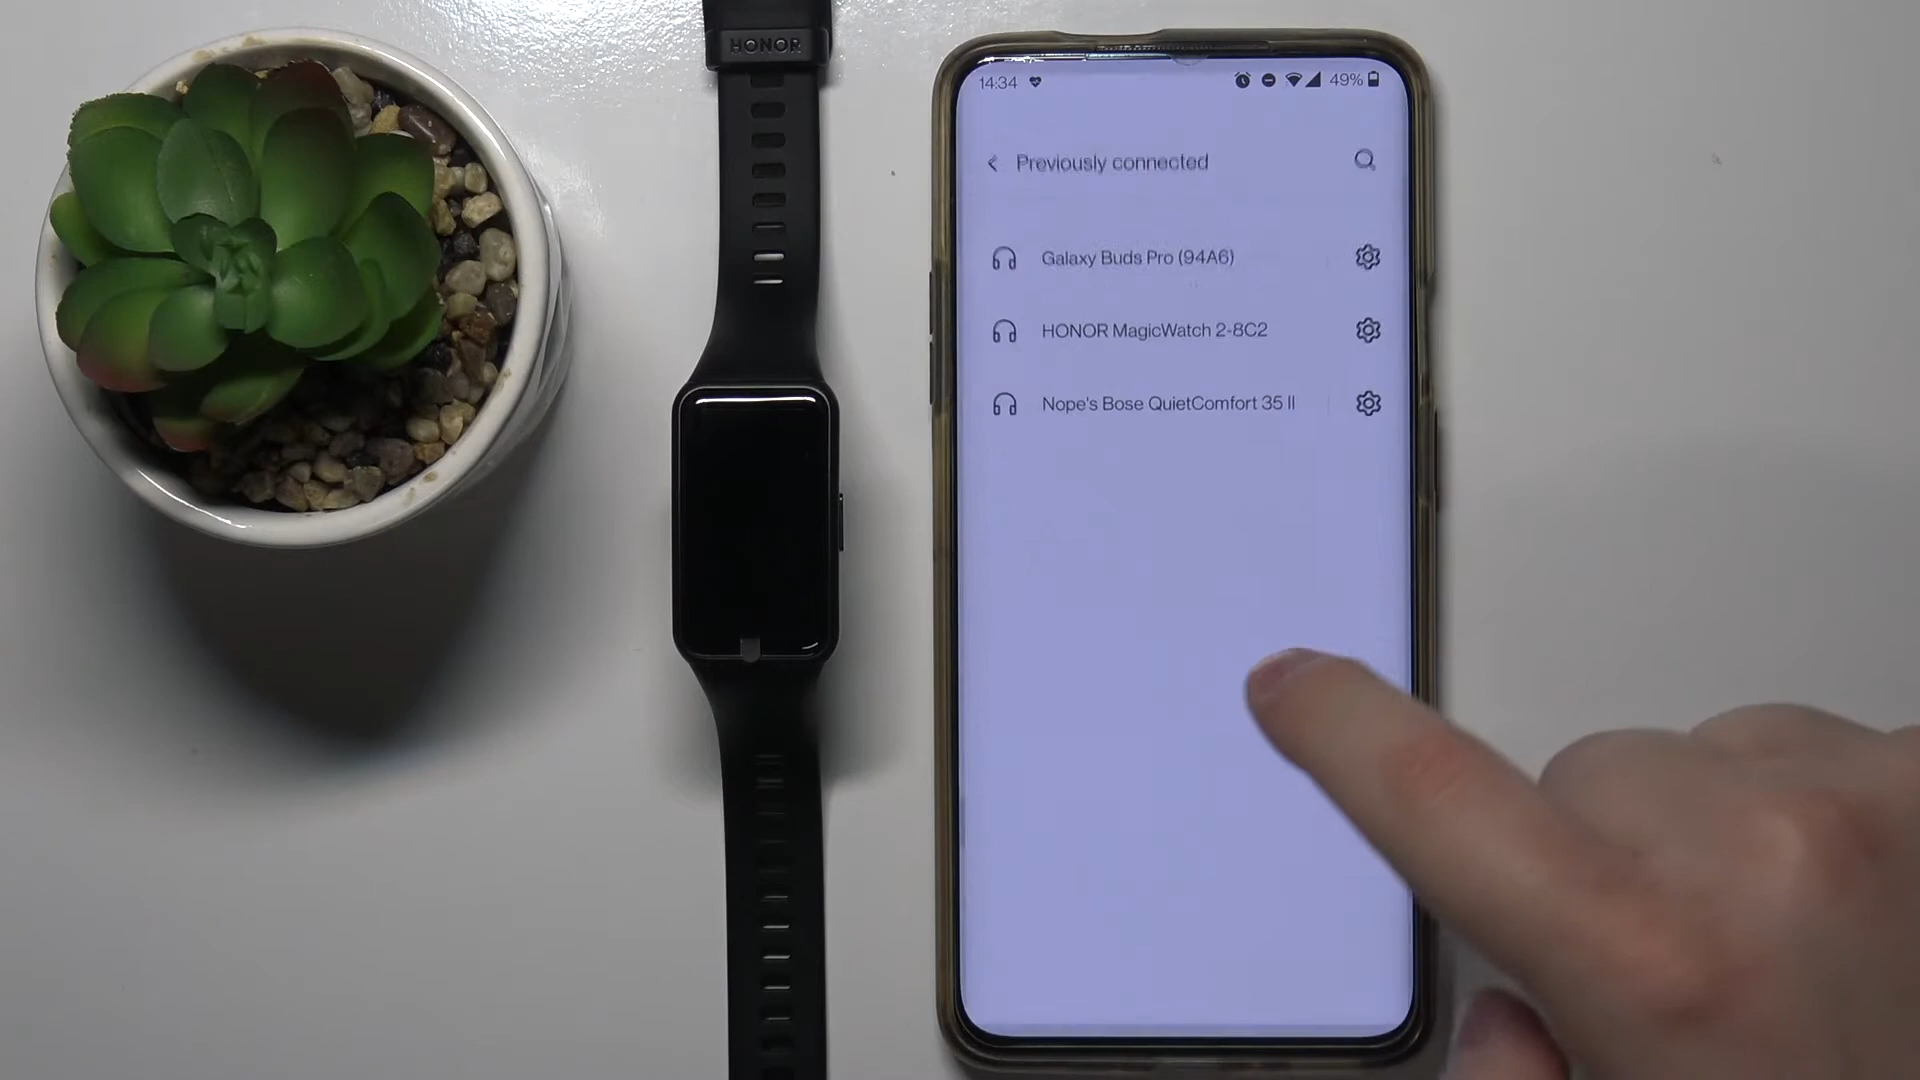 HONOR
14:34
49%
Previously connected
Galaxy Buds Pro (94A6)
HONOR MagicWatch 2-8C2
Nope's Bose QuietComfort 35 II